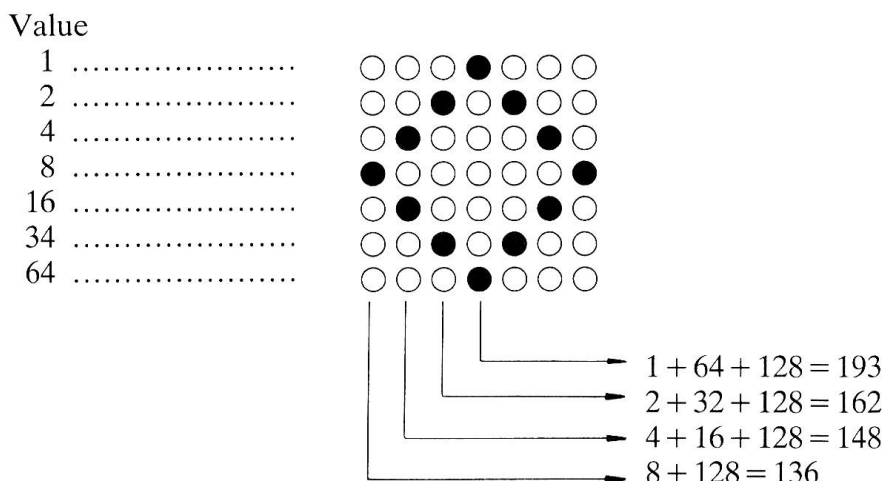 Value
1 ........................
2 ........................
4 ........................
8 ........................
16 ........................
34 ........................
64 ........................
1 + 64 + 128 = 193
2 + 32 + 128 = 162
4 + 16 + 128 = 148
8 + 128 = 136